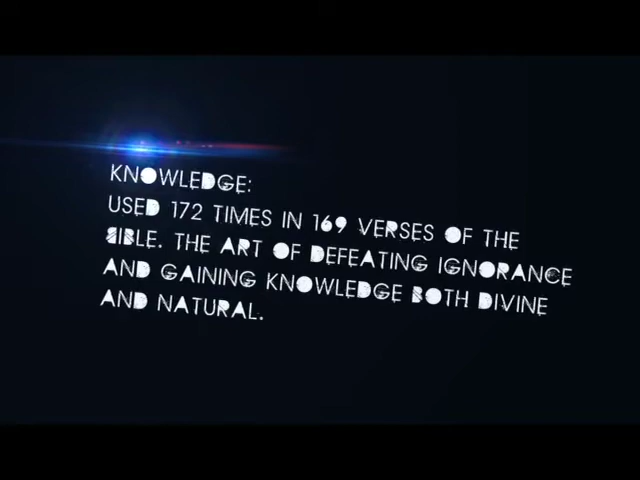 KNOWLEDGE:
USED 172 TIMES IN 169 VERSES OF THE
BIBLE. THE ART OF DEFEATING IGNORANCE
AND GAINING KNOWLEDGE BOTH DIVINE
AND NATURAL.